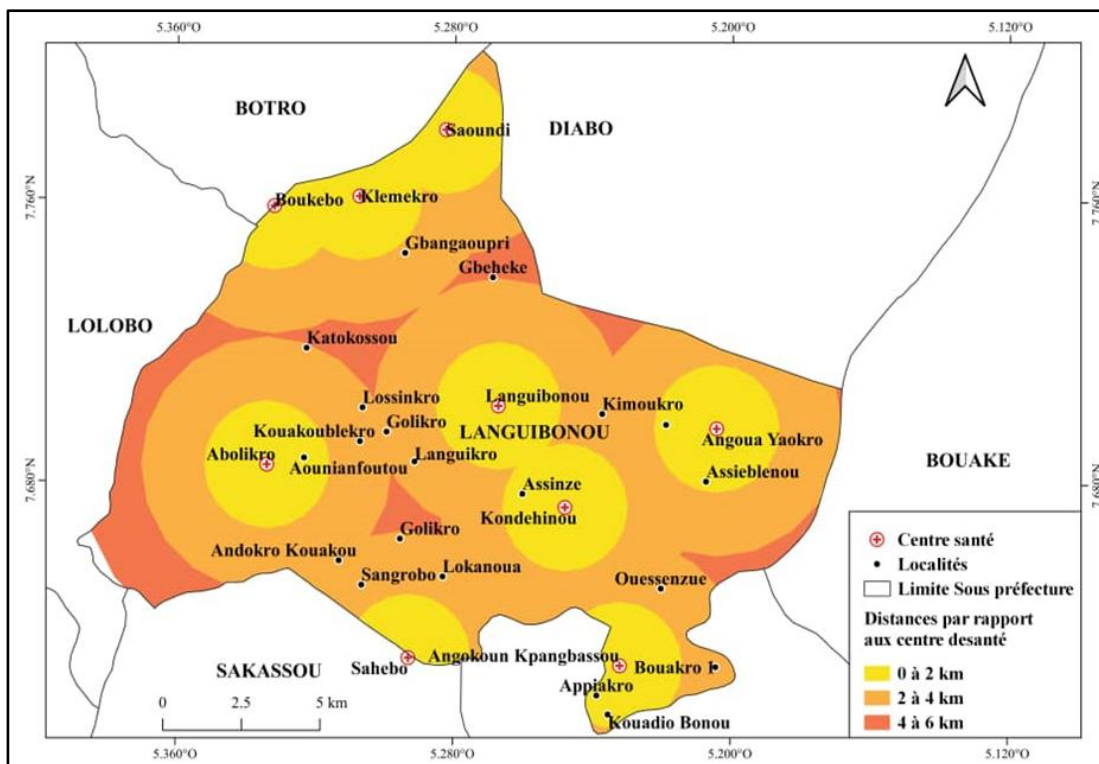 5.360°O
5.280°O
5.200°O
5.120°O
BOTRO
DIABO
Saoundi
7.760°N
Boukebo
Klemekro
7.760°N
Gbangaoupri
Gbeheke
LOLOBO
Katokossou
Lossinkro
Languibonou
Kimoukro
Golikro
Kouakoublekro
LANGUIBONOU
Angoua Yaokro
Abolikro
Languikro
Aounianfoutou
BOUAKE
7.680°N
Assinze
Assieblenou
7.680°N
Kondehinou
Golikro
Andokro Kouakou
Sangrobo
Lokanoua
Ouessenzue
SAKASSOU
Sahebo
Angokoun Kpangbassou
Bouakro 1
Appiakro
Kouadio Bonou
0
2.5
5 km
Centre santé
Localités
Limite Sous préfecture
Distances par rapport
aux centre desanté
0 à 2 km
2 à 4 km
4 à 6 km
5.360°O
5.280°O
5.200°O
5.120°O